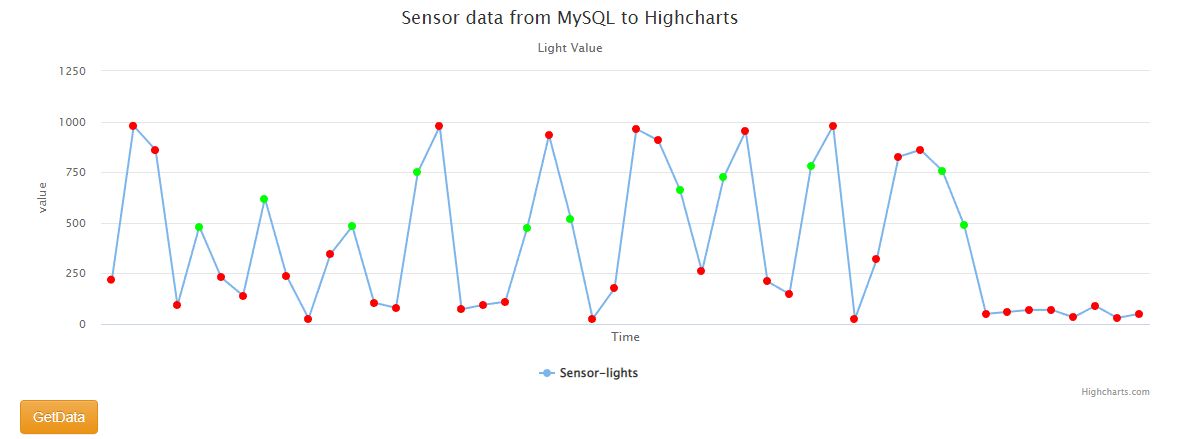 Sensor data from MySQL to Highcharts
Light Value
1250
1000
750
500
250
0
value
Time
Sensor-lights
Highcharts.com
GetData